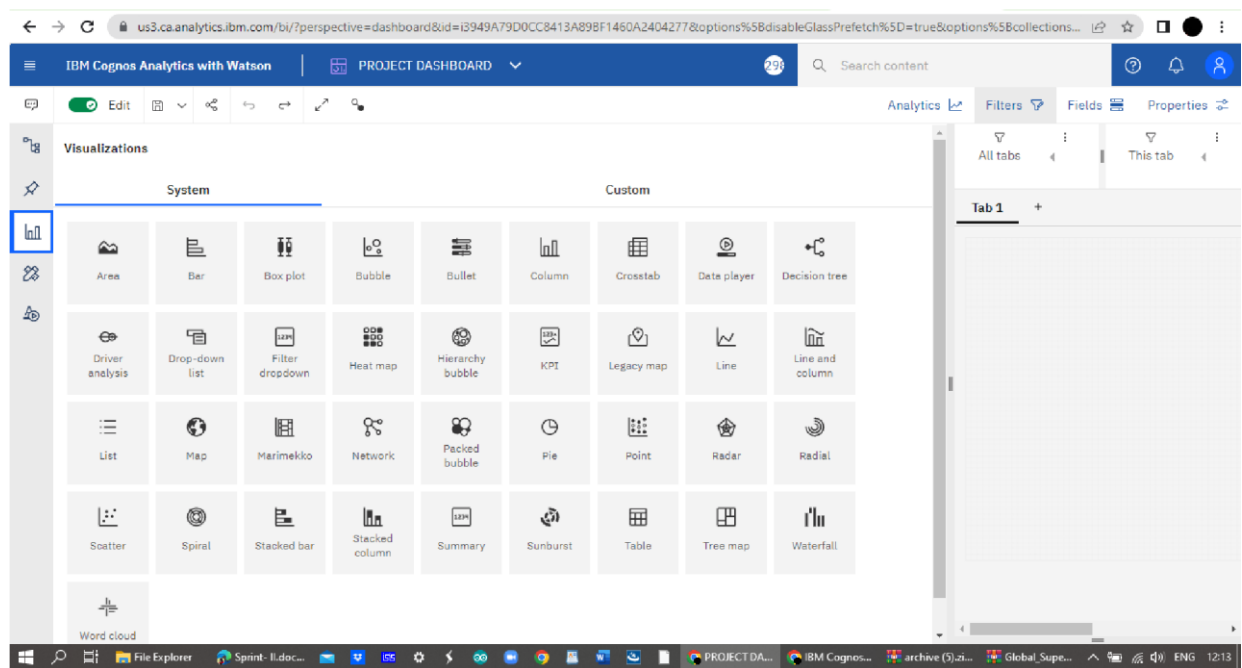 us3.ca.analytics.ibm.com/bi/?perspective=dashboard&id=i3949A79D0CC8413A89BF1460A2404277&options%5BdisableGlassPrefetch%5D=true&options%5Bcollections...
IBM Cognos Analytics with Watson
PROJECT DASHBOARD
298
Search content
Edit
Analytics
Filters
Fields
Properties
Visualizations
All tabs
This tab
System
Custom
Tab 1 +
Area
Bar
Box plot
Bubble
Bullet
Column
Crosstab
Data player
Decision tree
Driver
analysis
Drop-down
list
Filter
dropdown
Heat map
Hierarchy
bubble
KPI
Legacy map
Line
Line and
column
List
Map
Marimekko
Network
Packed
bubble
Pie
Point
Radar
Radial
Scatter
Spiral
Stacked bar
Stacked
column
Summary
Sunburst
Table
Tree map
Waterfall
Word cloud
File Explorer
Sprint- II.doc...
PROJECT DA...
IBM Cognos...
archive (5).zi...
Global_Supe...
ENG
12:13